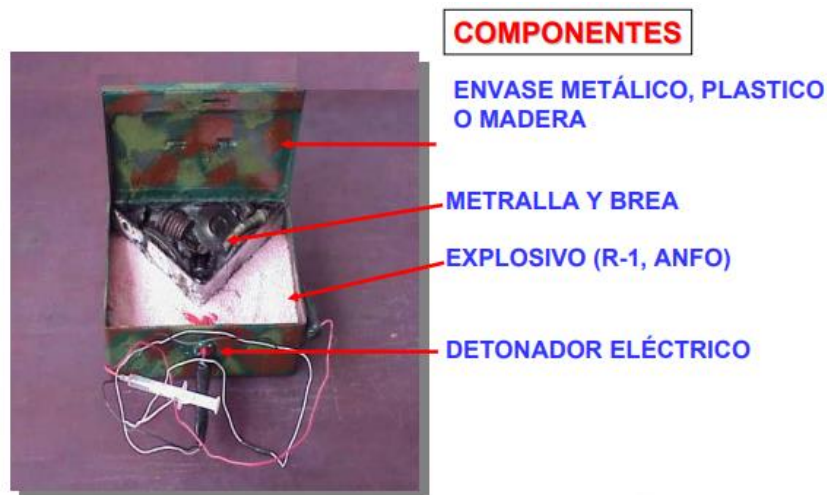 COMPONENTES
ENVASE METÁLICO, PLASTICO
O MADERA
METRALLA Y BREA
EXPLOSIVO (R-1, ANFO)
DETONADOR ELÉCTRICO